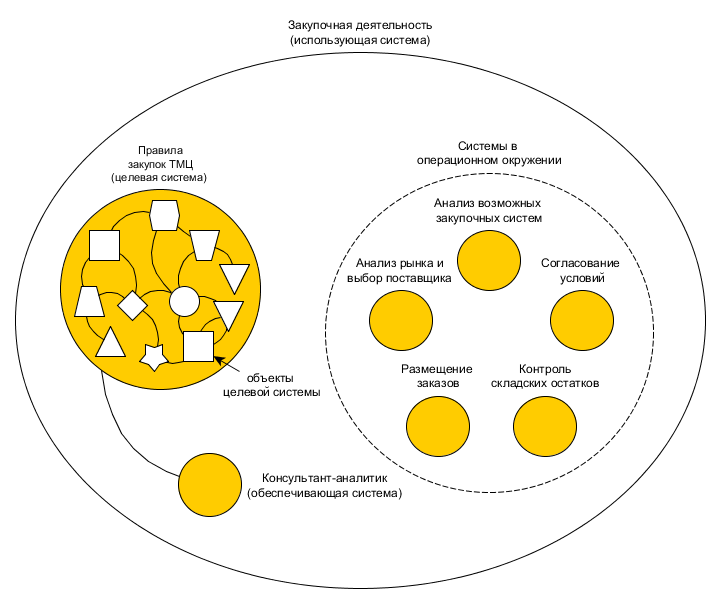 Закупочная деятельность
(использующая система)
Правила
закупок ТМЦ
(целевая система)
Системы в
операционном окружении
Анализ возможных
закупочных систем
Анализ рынка и
выбор поставщика
Согласование
условий
Размещение
заказов
Контроль
складских остатков
объекты
целевой системы
Консультант-аналитик
(обеспечивающая система)